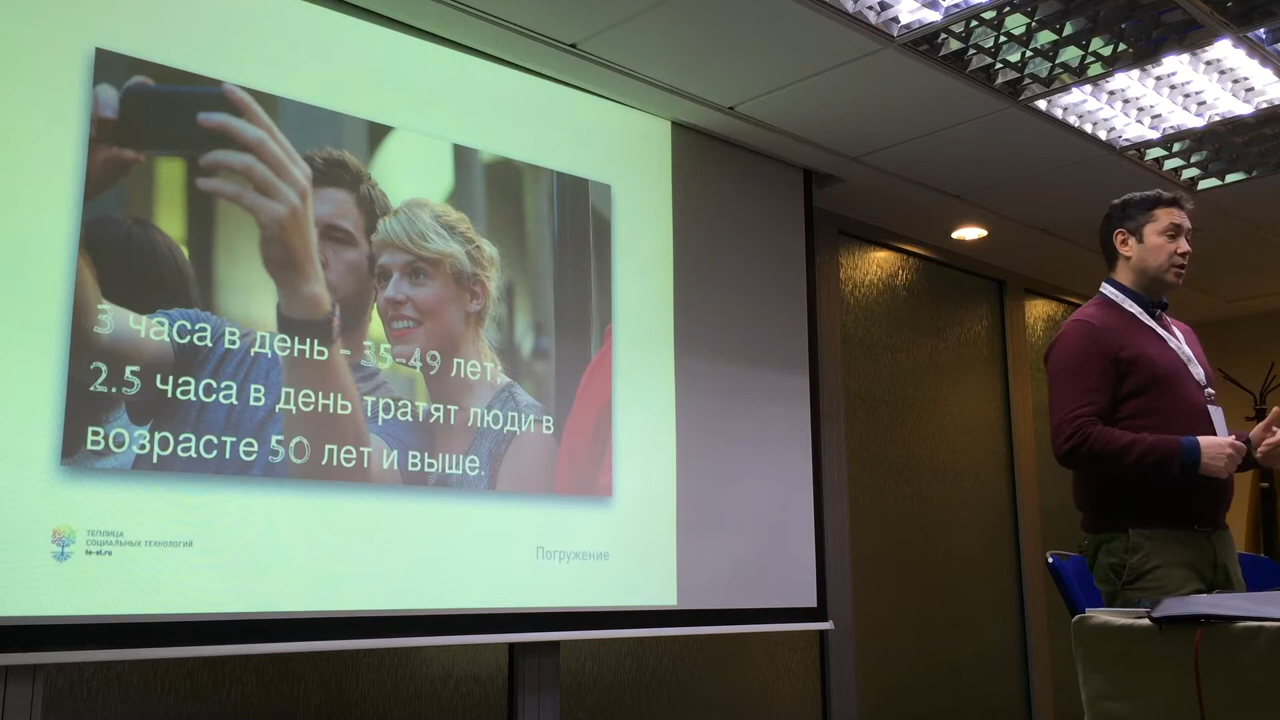 3 часа в день - 35-49 лет;
2.5 часа в день тратят люди в
возрасте 50 лет и выше.
ТЕПЛИЦА
СОЦИАЛЬНЫХ ТЕХНОЛОГИЙ
te-st.ru
Погружение